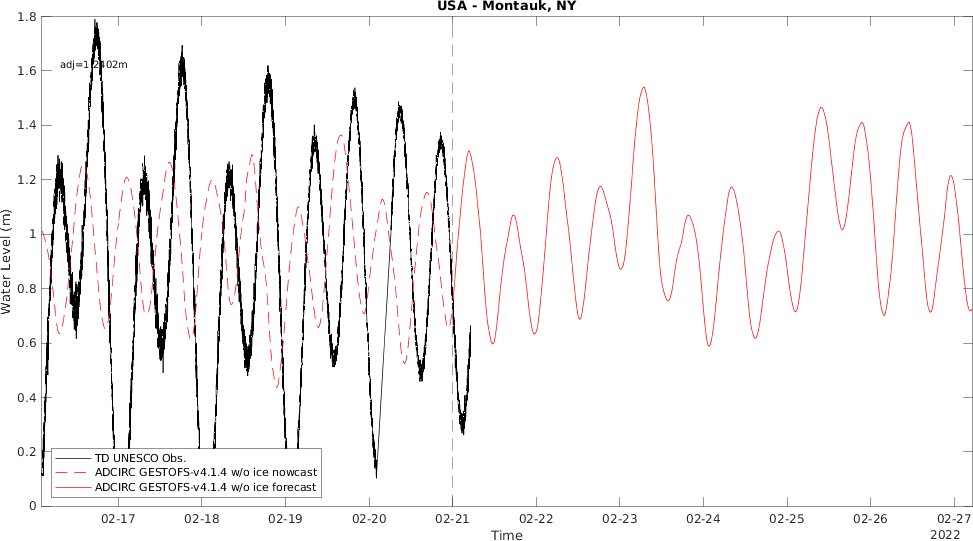 USA - Montauk, NY
1.8
1.6
1.4
1.2
1
0.8
0.6
0.4
0.2
0
Water Level (m)
adj=1.2402m
TD UNESCO Obs.
ADCIRC GESTOFS-v4.1.4 w/o ice nowcast
ADCIRC GESTOFS-v4.1.4 w/o ice forecast
02-17 02-18 02-19 02-20 02-21 02-22 02-23 02-24 02-25 02-26 02-27
Time
2022